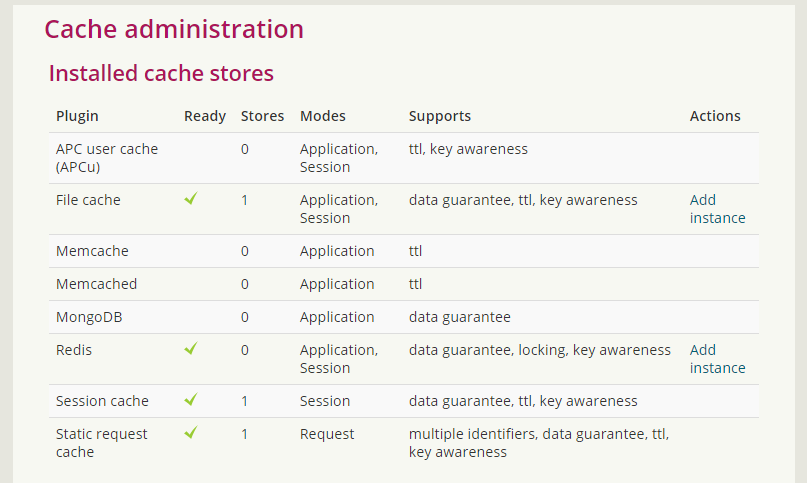 Cache administration
Installed cache stores
Plugin Ready Stores Modes Supports Actions
APC user cache (APCu) 0 Application, Session ttl, key awareness
File cache 1 Application, Session data guarantee, ttl, key awareness Add instance
Memcache 0 Application ttl
Memcached 0 Application ttl
MongoDB 0 Application data guarantee
Redis 0 Application, Session data guarantee, locking, key awareness Add instance
Session cache 1 Session data guarantee, ttl, key awareness
Static request cache 1 Request multiple identifiers, data guarantee, ttl, key awareness